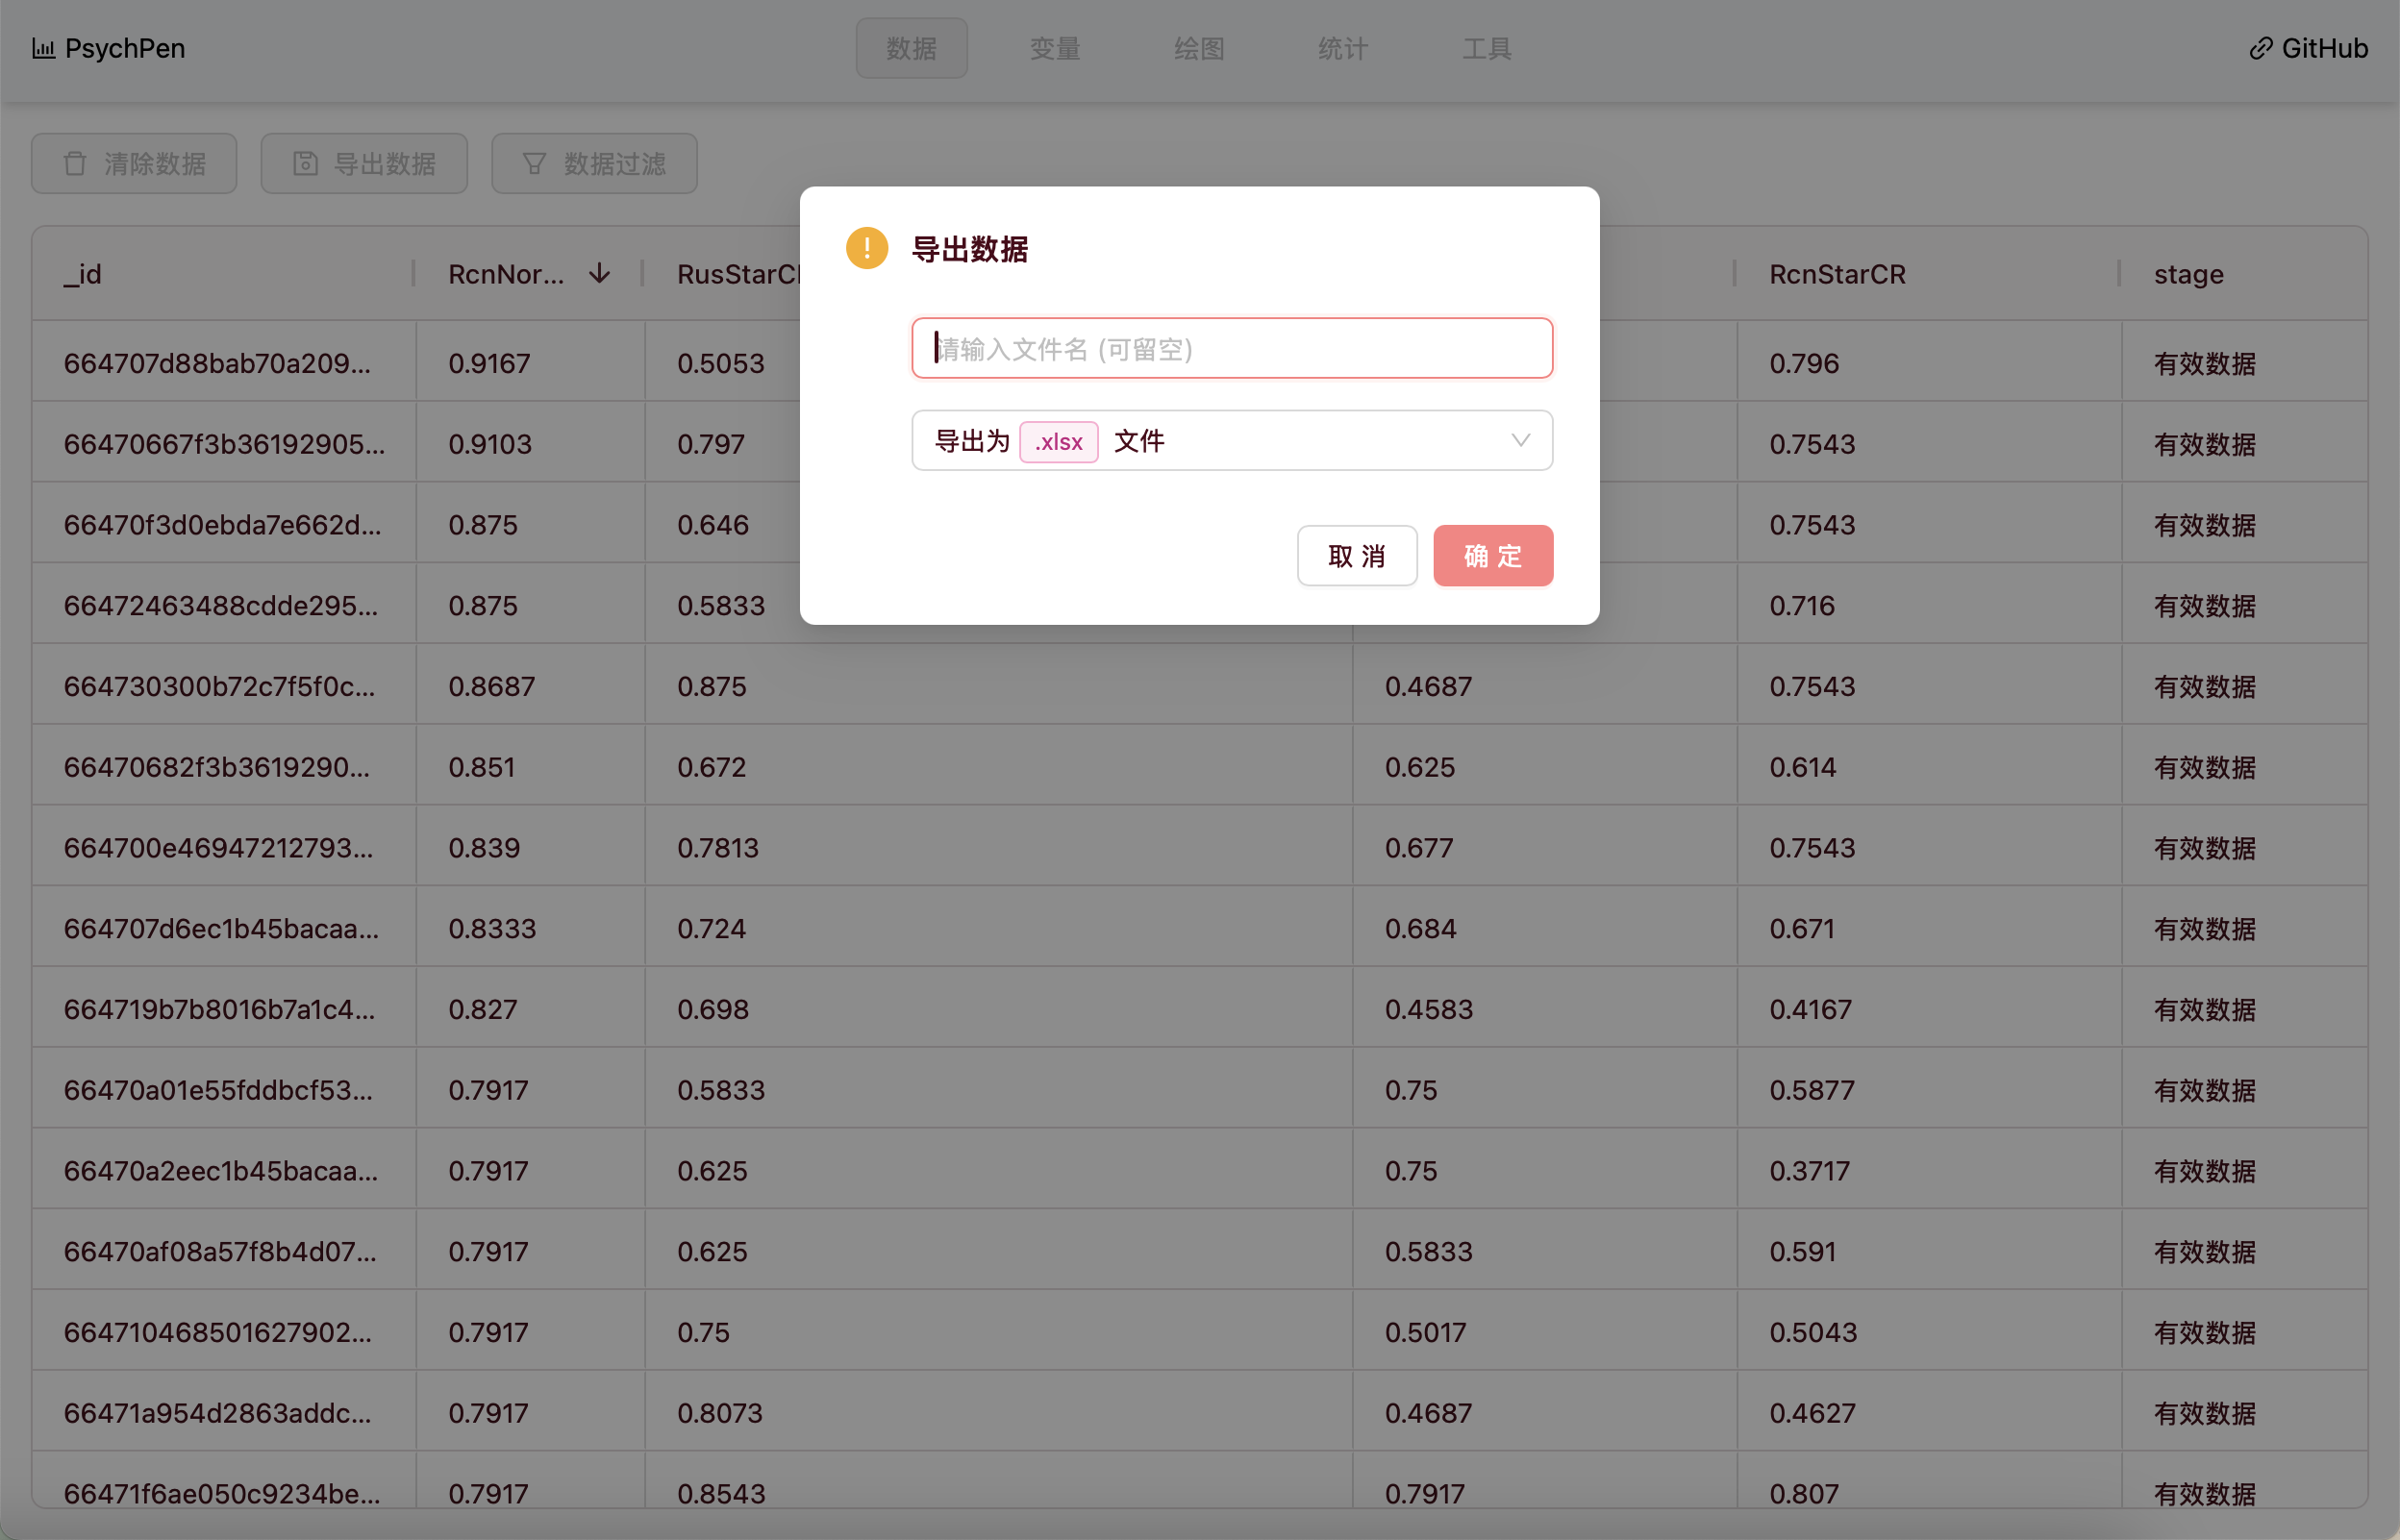 PsychPen 数据 变量 绘图 统计 工具 GitHub
清除数据 导出数据 数据过滤
导出数据
请输入文件名 (可留空)
导出为 .xlsx 文件
取 消 确 定
_id RcnNor... RusStarC RcnStarCR stage
664707d88bab70a209... 0.9167 0.5053 0.796 有效数据
66470667f3b36192905... 0.9103 0.797 0.7543 有效数据
66470f3d0ebda7e662d... 0.875 0.646 0.7543 有效数据
66472463488cdde295... 0.875 0.5833 0.716 有效数据
664730300b72c7f5f0c... 0.8687 0.875 0.4687 0.7543 有效数据
66470682f3b3619290... 0.851 0.672 0.625 0.614 有效数据
664700e46947212793... 0.839 0.7813 0.677 0.7543 有效数据
664707d6ec1b45bacaa... 0.8333 0.724 0.684 0.671 有效数据
664719b7b8016b7a1c4... 0.827 0.698 0.4583 0.4167 有效数据
66470a01e55fddbcf53... 0.7917 0.5833 0.75 0.5877 有效数据
66470a2eec1b45bacaa... 0.7917 0.625 0.75 0.3717 有效数据
66470af08a57f8b4d07... 0.7917 0.625 0.5833 0.591 有效数据
664710468501627902... 0.7917 0.75 0.5017 0.5043 有效数据
66471a954d2863addc... 0.7917 0.8073 0.4687 0.4627 有效数据
66471f6ae050c9234be... 0.7917 0.8543 0.7917 0.807 有效数据